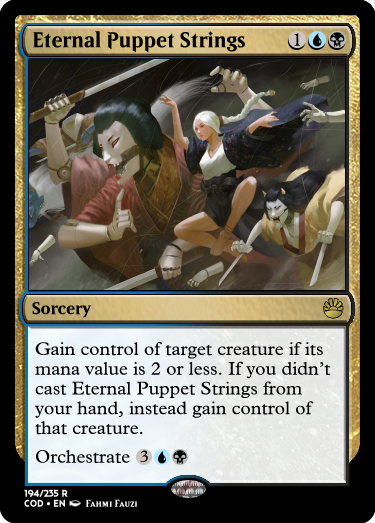 Eternal Puppet Strings 1
Sorcery
Gain control of target creature if its
mana value is 2 or less. If you didn't
cast Eternal Puppet Strings from
your hand, instead gain control of
that creature.
Orchestrate 3
194/235 R
COD • EN Fahmi Fauzi